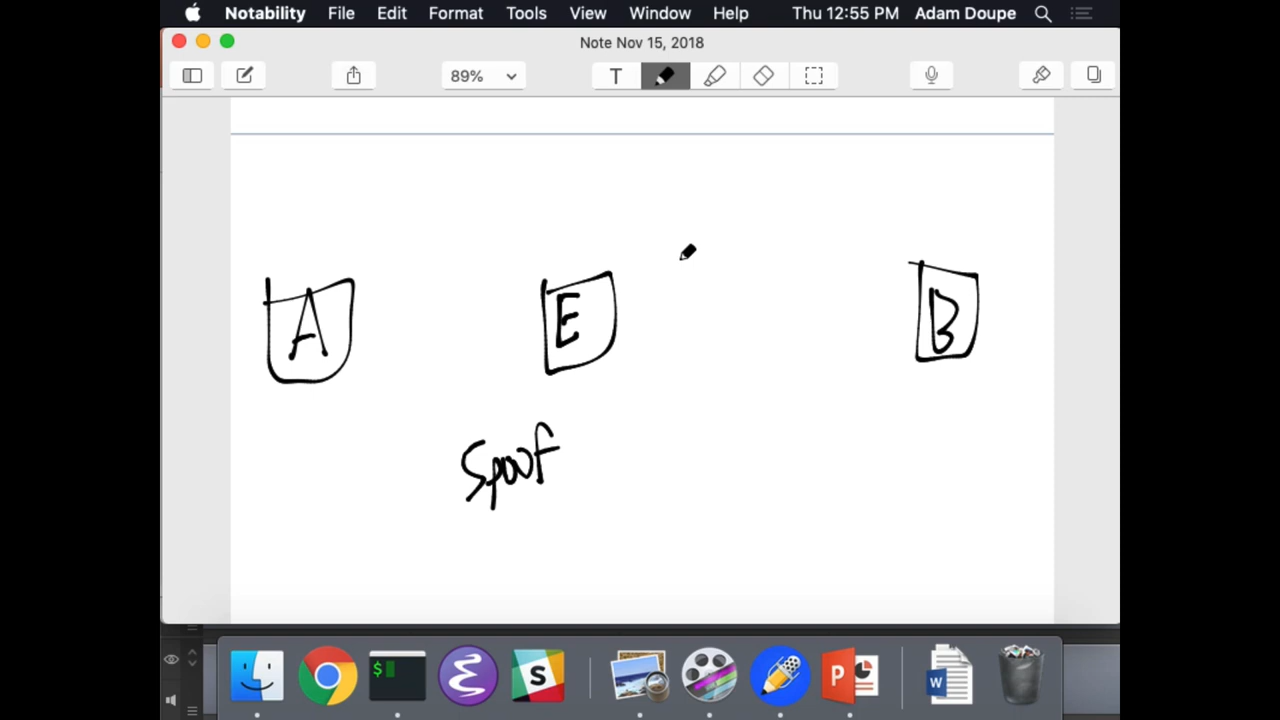 Notability File Edit Format Tools View Window Help Thu 12:55 PM Adam Doupe
Note Nov 15, 2018
89% T
A E B
Spoof
$ S P W